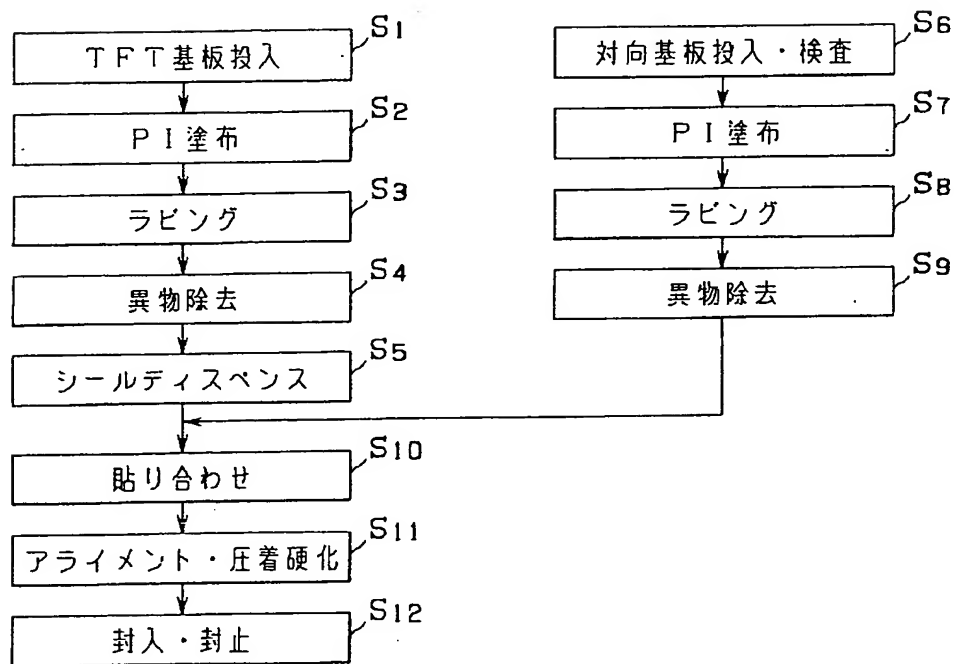 S1
TFT基板投入
S2
PI塗布
S3
ラビング
S4
異物除去
S5
シールディスペンス
S6
対向基板投入・検査
S7
PI塗布
S8
ラビング
S9
異物除去
S10
貼り合わせ
S11
アライメント・圧着硬化
S12
封入・封止